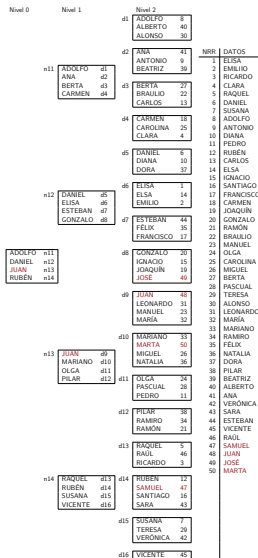 Nivel 0 Nivel 1 Nivel 2
ADOLFO n11
DANIEL n12
JUAN n13
RUBÉN n14
n11 ADOLFO d1
ANA d2
BERTA d3
CARMEN d4
n12 DANIEL d5
ELISA d6
ESTEBAN d7
GONZALO d8
n13 JUAN d9
MARIANO d10
OLGA d11
PILAR d12
n14 RAQUEL d13
RUBÉN d14
SUSANA d15
VICENTE d16
d1 ADOLFO 8
ALBERTO 40
ALONSO 30
d2 ANA 41
ANTONIO 9
BEATRIZ 39
d3 BERTA 27
BRAULIO 22
CARLOS 13
d4 CARMEN 18
CAROLINA 25
CLARA 4
d5 DANIEL 6
DIANA 10
DORA 37
d6 ELISA 1
ELSA 14
EMILIO 2
d7 ESTEBAN 44
FÉLIX 35
FRANCISCO 17
d8 GONZALO 20
IGNACIO 15
JOAQUÍN 19
JOSÉ 49
d9 JUAN 48
LEONARDO 31
MANUEL 23
MARÍA 32
d10 MARIANO 33
MARTA 50
MIGUEL 26
NATALIA 36
d11 OLGA 24
PASCUAL 28
PEDRO 11
d12 PILAR 38
RAMIRO 34
RAMÓN 21
d13 RAQUEL 5
RAÚL 46
RICARDO 3
d14 RUBEN 12
SAMUEL 47
SANTIAGO 16
SARA 43
d15 SUSANA 7
TERESA 29
VERÓNICA 42
d16 VICENTE 45
NRR DATOS
1 ELISA
2 EMILIO
3 RICARDO
4 CLARA
5 RAQUEL
6 DANIEL
7 SUSANA
8 ADOLFO
9 ANTONIO
10 DIANA
11 PEDRO
12 RUBÉN
13 CARLOS
14 ELSA
15 IGNACIO
16 SANTIAGO
17 FRANCISCO
18 CARMEN
19 JOAQUÍN
20 GONZALO
21 RAMÓN
22 BRAULIO
23 MANUEL
24 OLGA
25 CAROLINA
26 MIGUEL
27 BERTA
28 PASCUAL
29 TERESA
30 ALONSO
31 LEONARDO
32 MARÍA
33 MARIANO
34 RAMIRO
35 FÉLIX
36 NATALIA
37 DORA
38 PILAR
39 BEATRIZ
40 ALBERTO
41 ANA
42 VERÓNICA
43 SARA
44 ESTEBAN
45 VICENTE
46 RAÚL
47 SAMUEL
48 JUAN
49 JOSÉ
50 MARTA